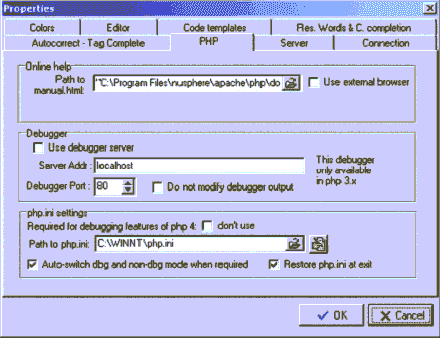 Properties
Colors Editor Code templates Res. Words & C. completion
Autocorrect - Tag Complete PHP Server Connection
Online help
Path to manual.html: "C:\Program Files\nusphere\apache\php\do Use external browser
Debugger
Use debugger server
Server Addr: localhost
This debugger
only available
in php 3.x
Debugger Port: 80 Do not modify debugger output
php.ini settings
Required for debugging features of php 4: don't use
Path to php.ini: C:\WINNT\php.ini
Auto-switch dbg and non-dbg mode when required Restore php.ini at exit
OK Cancel